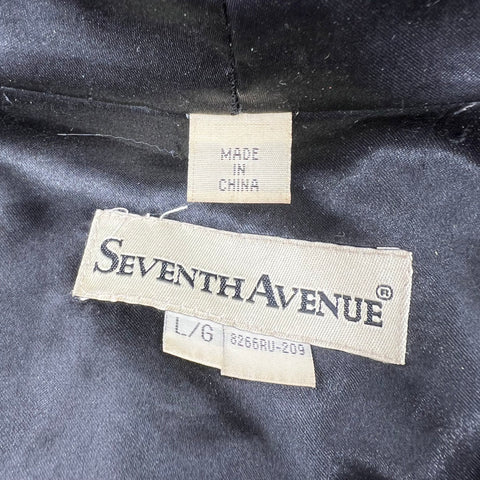 MADE
IN
CHINA
SEVENTH AVENUE®
L/G
8266RU-209